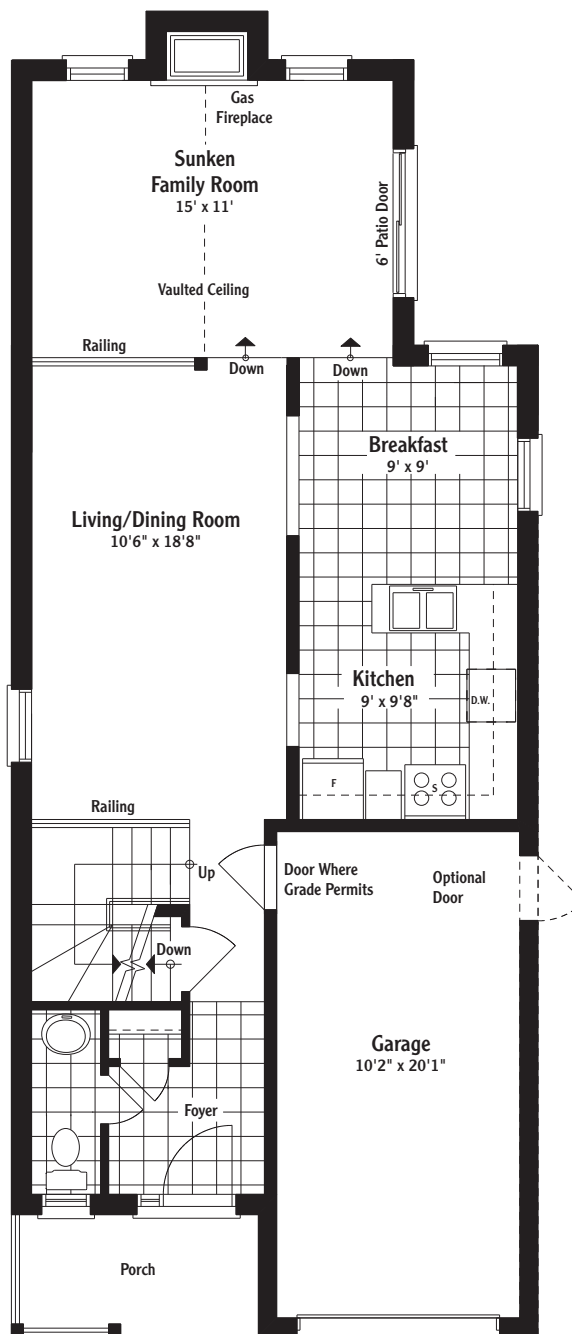 Gas
Fireplace
Sunken
Family Room
15' x 11'
6' Patio Door
Vaulted Ceiling
Railing
Down
Down
Breakfast
9' x 9'
Living/Dining Room
10'6" x 18'8"
Kitchen
9' x 9'8"
D.W.
F
S
Railing
Up
Door Where
Grade Permits
Optional
Door
Down
Garage
10'2" x 20'1"
Foyer
Porch